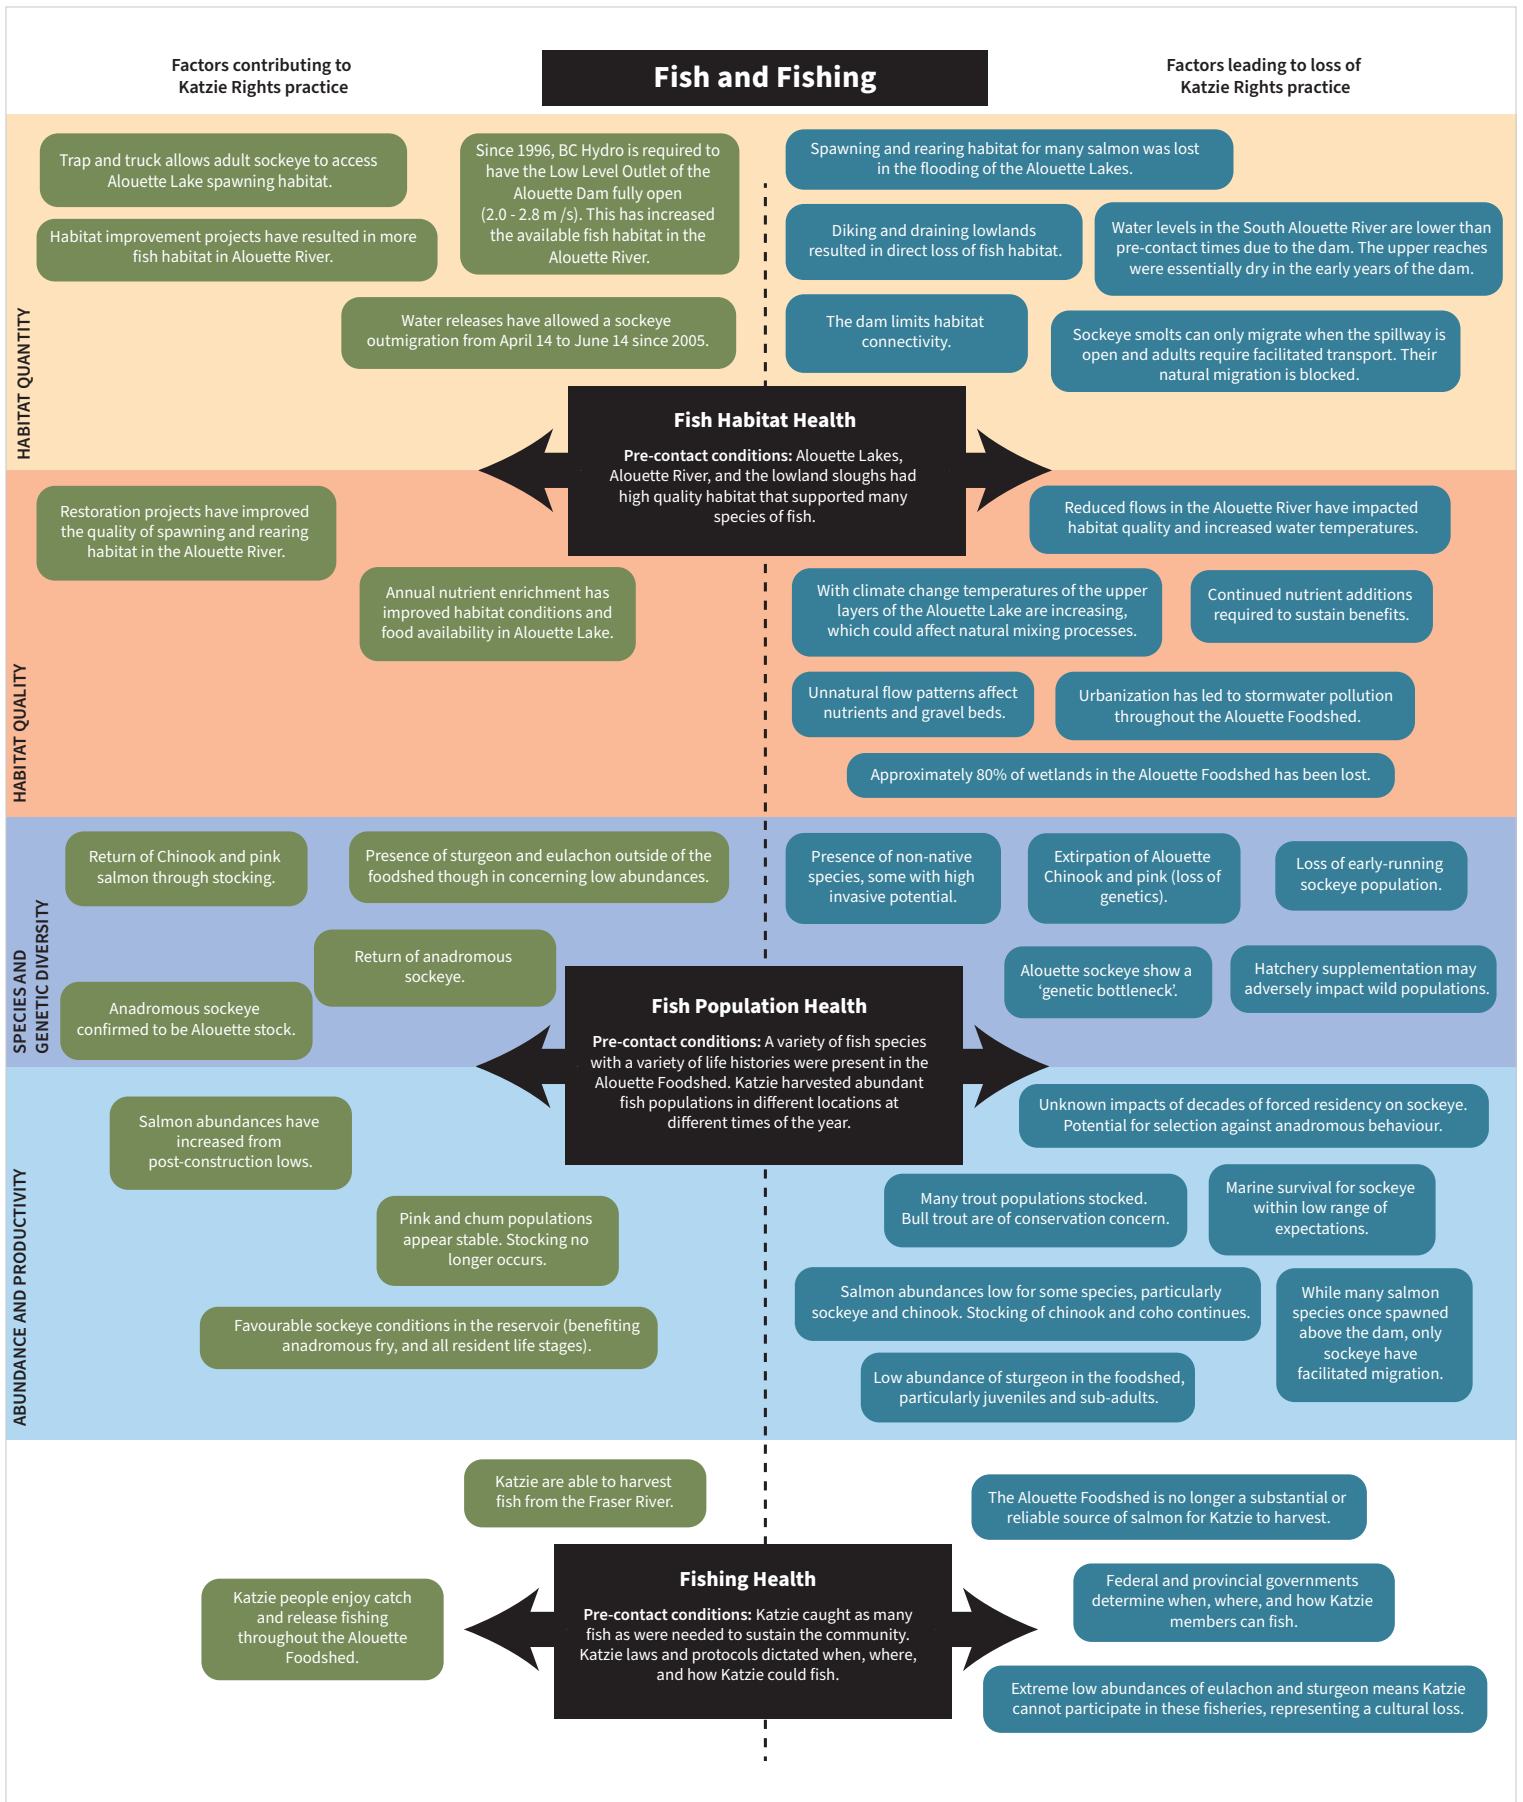 Factors contributing to
Katzie Rights practice
Fish and Fishing
Factors leading to loss of
Katzie Rights practice
HABITAT QUANTITY
Trap and truck allows adult sockeye to access
Alouette Lake spawning habitat.
Habitat improvement projects have resulted in more
fish habitat in Alouette River.
Since 1996, BC Hydro is required to
have the Low Level Outlet of the
Alouette Dam fully open
(2.0 - 2.8 m /s). This has increased
the available fish habitat in the
Alouette River.
Water releases have allowed a sockeye
outmigration from April 14 to June 14 since 2005.
Spawning and rearing habitat for many salmon was lost
in the flooding of the Alouette Lakes.
Diking and draining lowlands
resulted in direct loss of fish habitat.
Water levels in the South Alouette River are lower than
pre-contact times due to the dam. The upper reaches
were essentially dry in the early years of the dam.
The dam limits habitat
connectivity.
Sockeye smolts can only migrate when the spillway is
open and adults require facilitated transport. Their
natural migration is blocked.
Fish Habitat Health
Pre-contact conditions: Alouette Lakes,
Alouette River, and the lowland sloughs had
high quality habitat that supported many
species of fish.
HABITAT QUALITY
Restoration projects have improved
the quality of spawning and rearing
habitat in the Alouette River.
Annual nutrient enrichment has
improved habitat conditions and
food availability in Alouette Lake.
Reduced flows in the Alouette River have impacted
habitat quality and increased water temperatures.
With climate change temperatures of the upper
layers of the Alouette Lake are increasing,
which could affect natural mixing processes.
Continued nutrient additions
required to sustain benefits.
Unnatural flow patterns affect
nutrients and gravel beds.
Urbanization has led to stormwater pollution
throughout the Alouette Foodshed.
Approximately 80% of wetlands in the Alouette Foodshed has been lost.
SPECIES AND
GENETIC DIVERSITY
Return of Chinook and pink
salmon through stocking.
Presence of sturgeon and eulachon outside of the
foodshed though in concerning low abundances.
Return of anadromous
sockeye.
Anadromous sockeye
confirmed to be Alouette stock.
Presence of non-native
species, some with high
invasive potential.
Extirpation of Alouette
Chinook and pink (loss of
genetics).
Loss of early-running
sockeye population.
Alouette sockeye show a
‘genetic bottleneck’.
Hatchery supplementation may
adversely impact wild populations.
Fish Population Health
Pre-contact conditions: A variety of fish species
with a variety of life histories were present in the
Alouette Foodshed. Katzie harvested abundant
fish populations in different locations at
different times of the year.
ABUNDANCE AND PRODUCTIVITY
Salmon abundances have
increased from
post-construction lows.
Pink and chum populations
appear stable. Stocking no
longer occurs.
Favourable sockeye conditions in the reservoir (benefiting
anadromous fry, and all resident life stages).
Unknown impacts of decades of forced residency on sockeye.
Potential for selection against anadromous behaviour.
Many trout populations stocked.
Bull trout are of conservation concern.
Marine survival for sockeye
within low range of
expectations.
Salmon abundances low for some species, particularly
sockeye and chinook. Stocking of chinook and coho continues.
While many salmon
species once spawned
above the dam, only
sockeye have
facilitated migration.
Low abundance of sturgeon in the foodshed,
particularly juveniles and sub-adults.
Katzie are able to harvest
fish from the Fraser River.
Katzie people enjoy catch
and release fishing
throughout the Alouette
Foodshed.
Fishing Health
Pre-contact conditions: Katzie caught as many
fish as were needed to sustain the community.
Katzie laws and protocols dictated when, where,
and how Katzie could fish.
The Alouette Foodshed is no longer a substantial or
reliable source of salmon for Katzie to harvest.
Federal and provincial governments
determine when, where, and how Katzie
members can fish.
Extreme low abundances of eulachon and sturgeon means Katzie
cannot participate in these fisheries, representing a cultural loss.